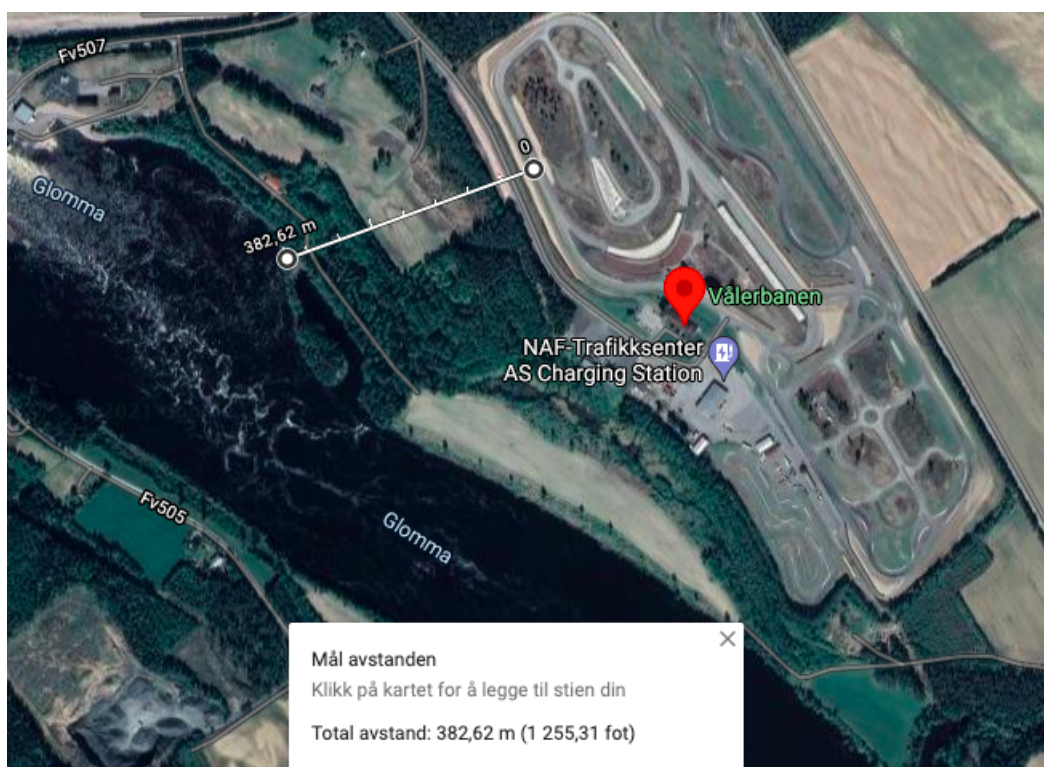 Fv507
0
Glomma
382,62 m
Vålerbanen
NAF-Trafikksenter
AS Charging Station
Fv505
Glomma
Mål avstanden
Klikk på kartet for å legge til stien din
Total avstand: 382,62 m (1 255,31 fot)